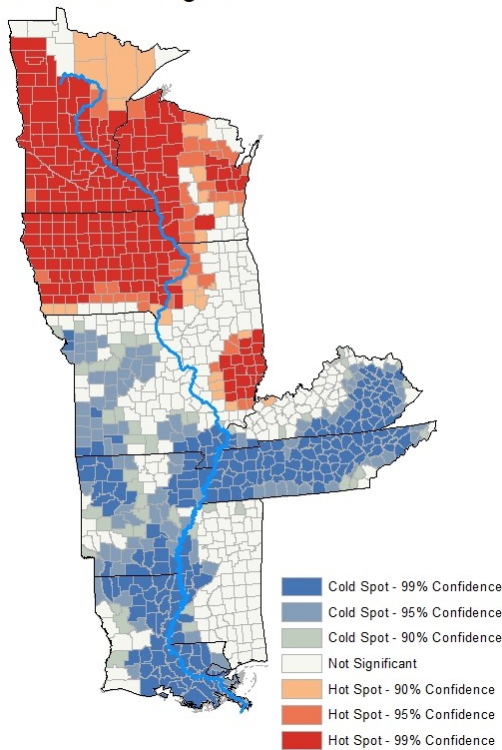 Cold Spot - 99% Confidence
Cold Spot - 95% Confidence
Cold Spot - 90% Confidence
Not Significant
Hot Spot - 90% Confidence
Hot Spot - 95% Confidence
Hot Spot - 99% Confidence